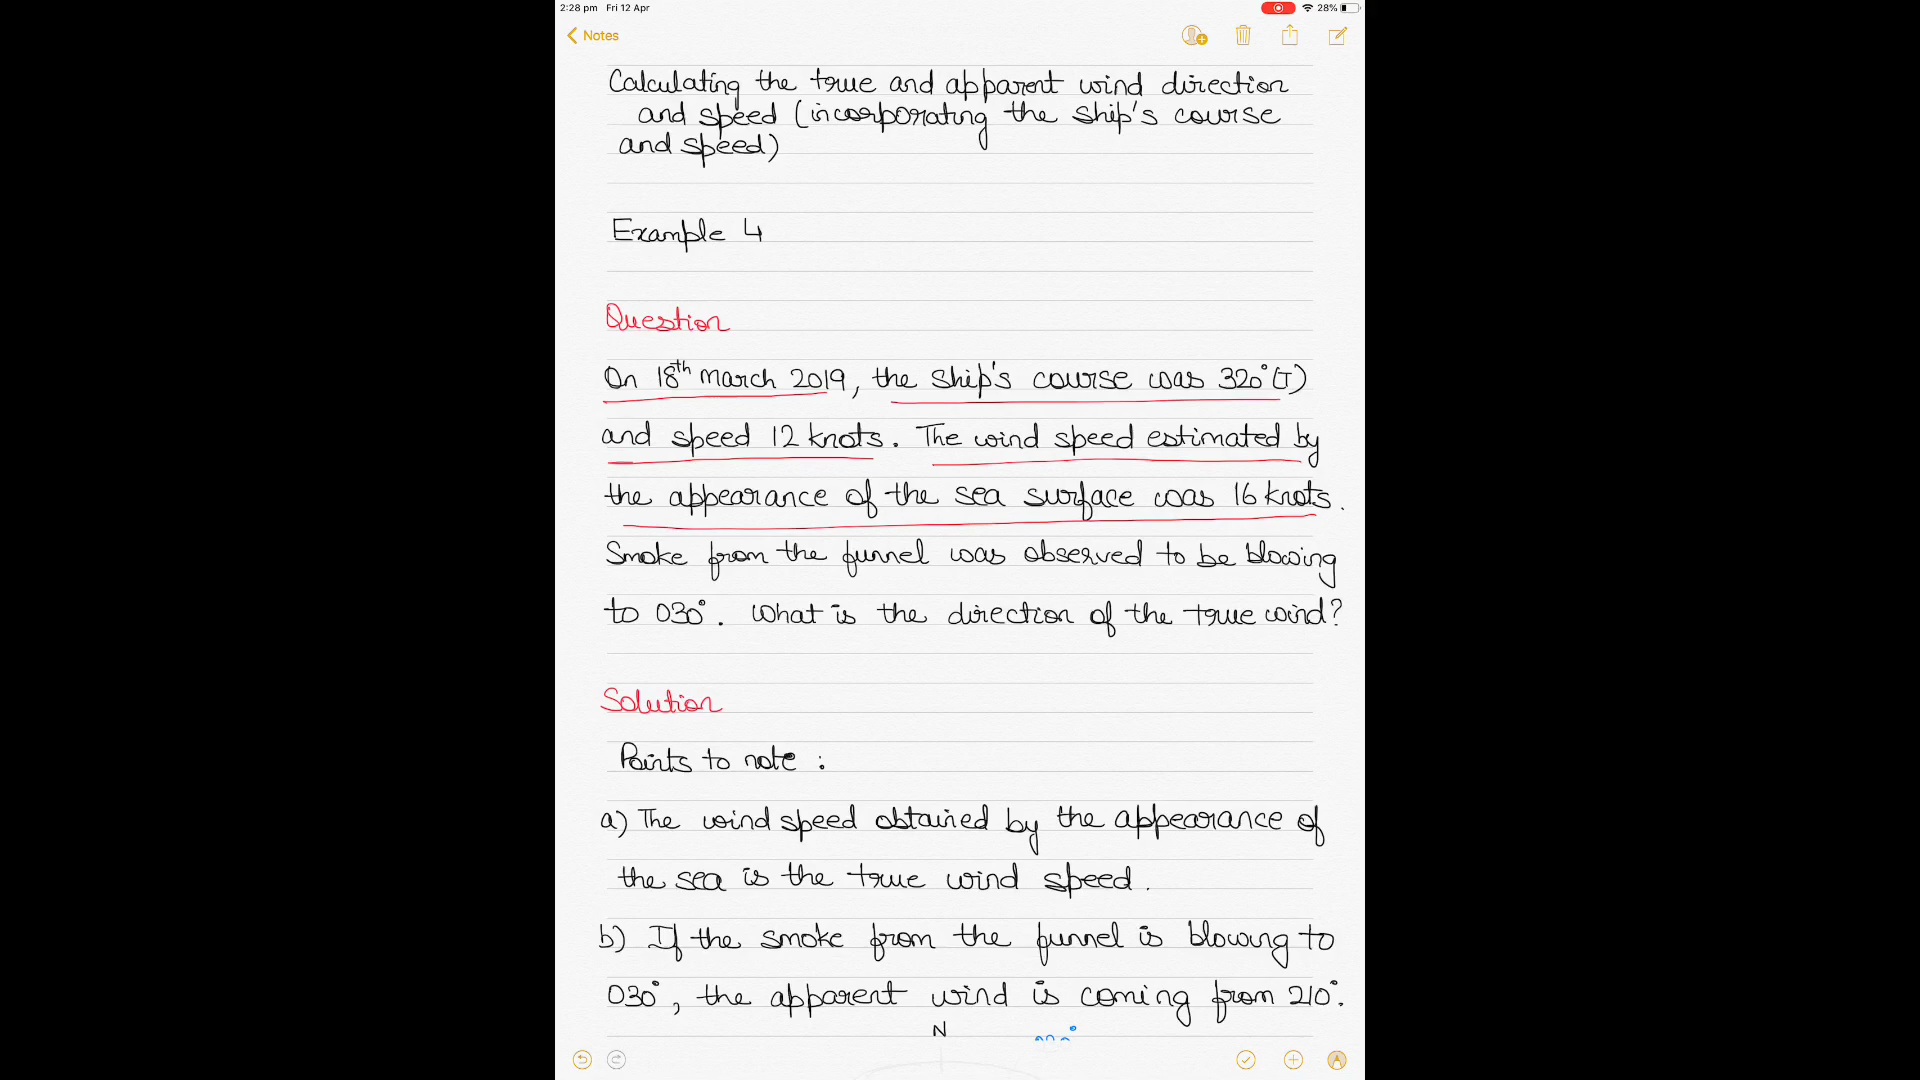 2:28 pm Fri 12 Apr
28%
Notes
Calculating the true and apparent wind direction
and speed (incorporating the ship's course
and speed)
Example 4
Question
On 18th March 2019, the ship's course was 320°(T)
and speed 12 knots. The wind speed estimated by
the appearance of the sea surface was 16 knots.
Smoke from the funnel was observed to be blowing
to 030°. What is the direction of the true wind?
Solution
Points to note :
a) The wind speed obtained by the appearance of
the sea is the true wind speed.
b) If the smoke from the funnel is blowing to
030°, the apparent wind is coming from 210°.
N